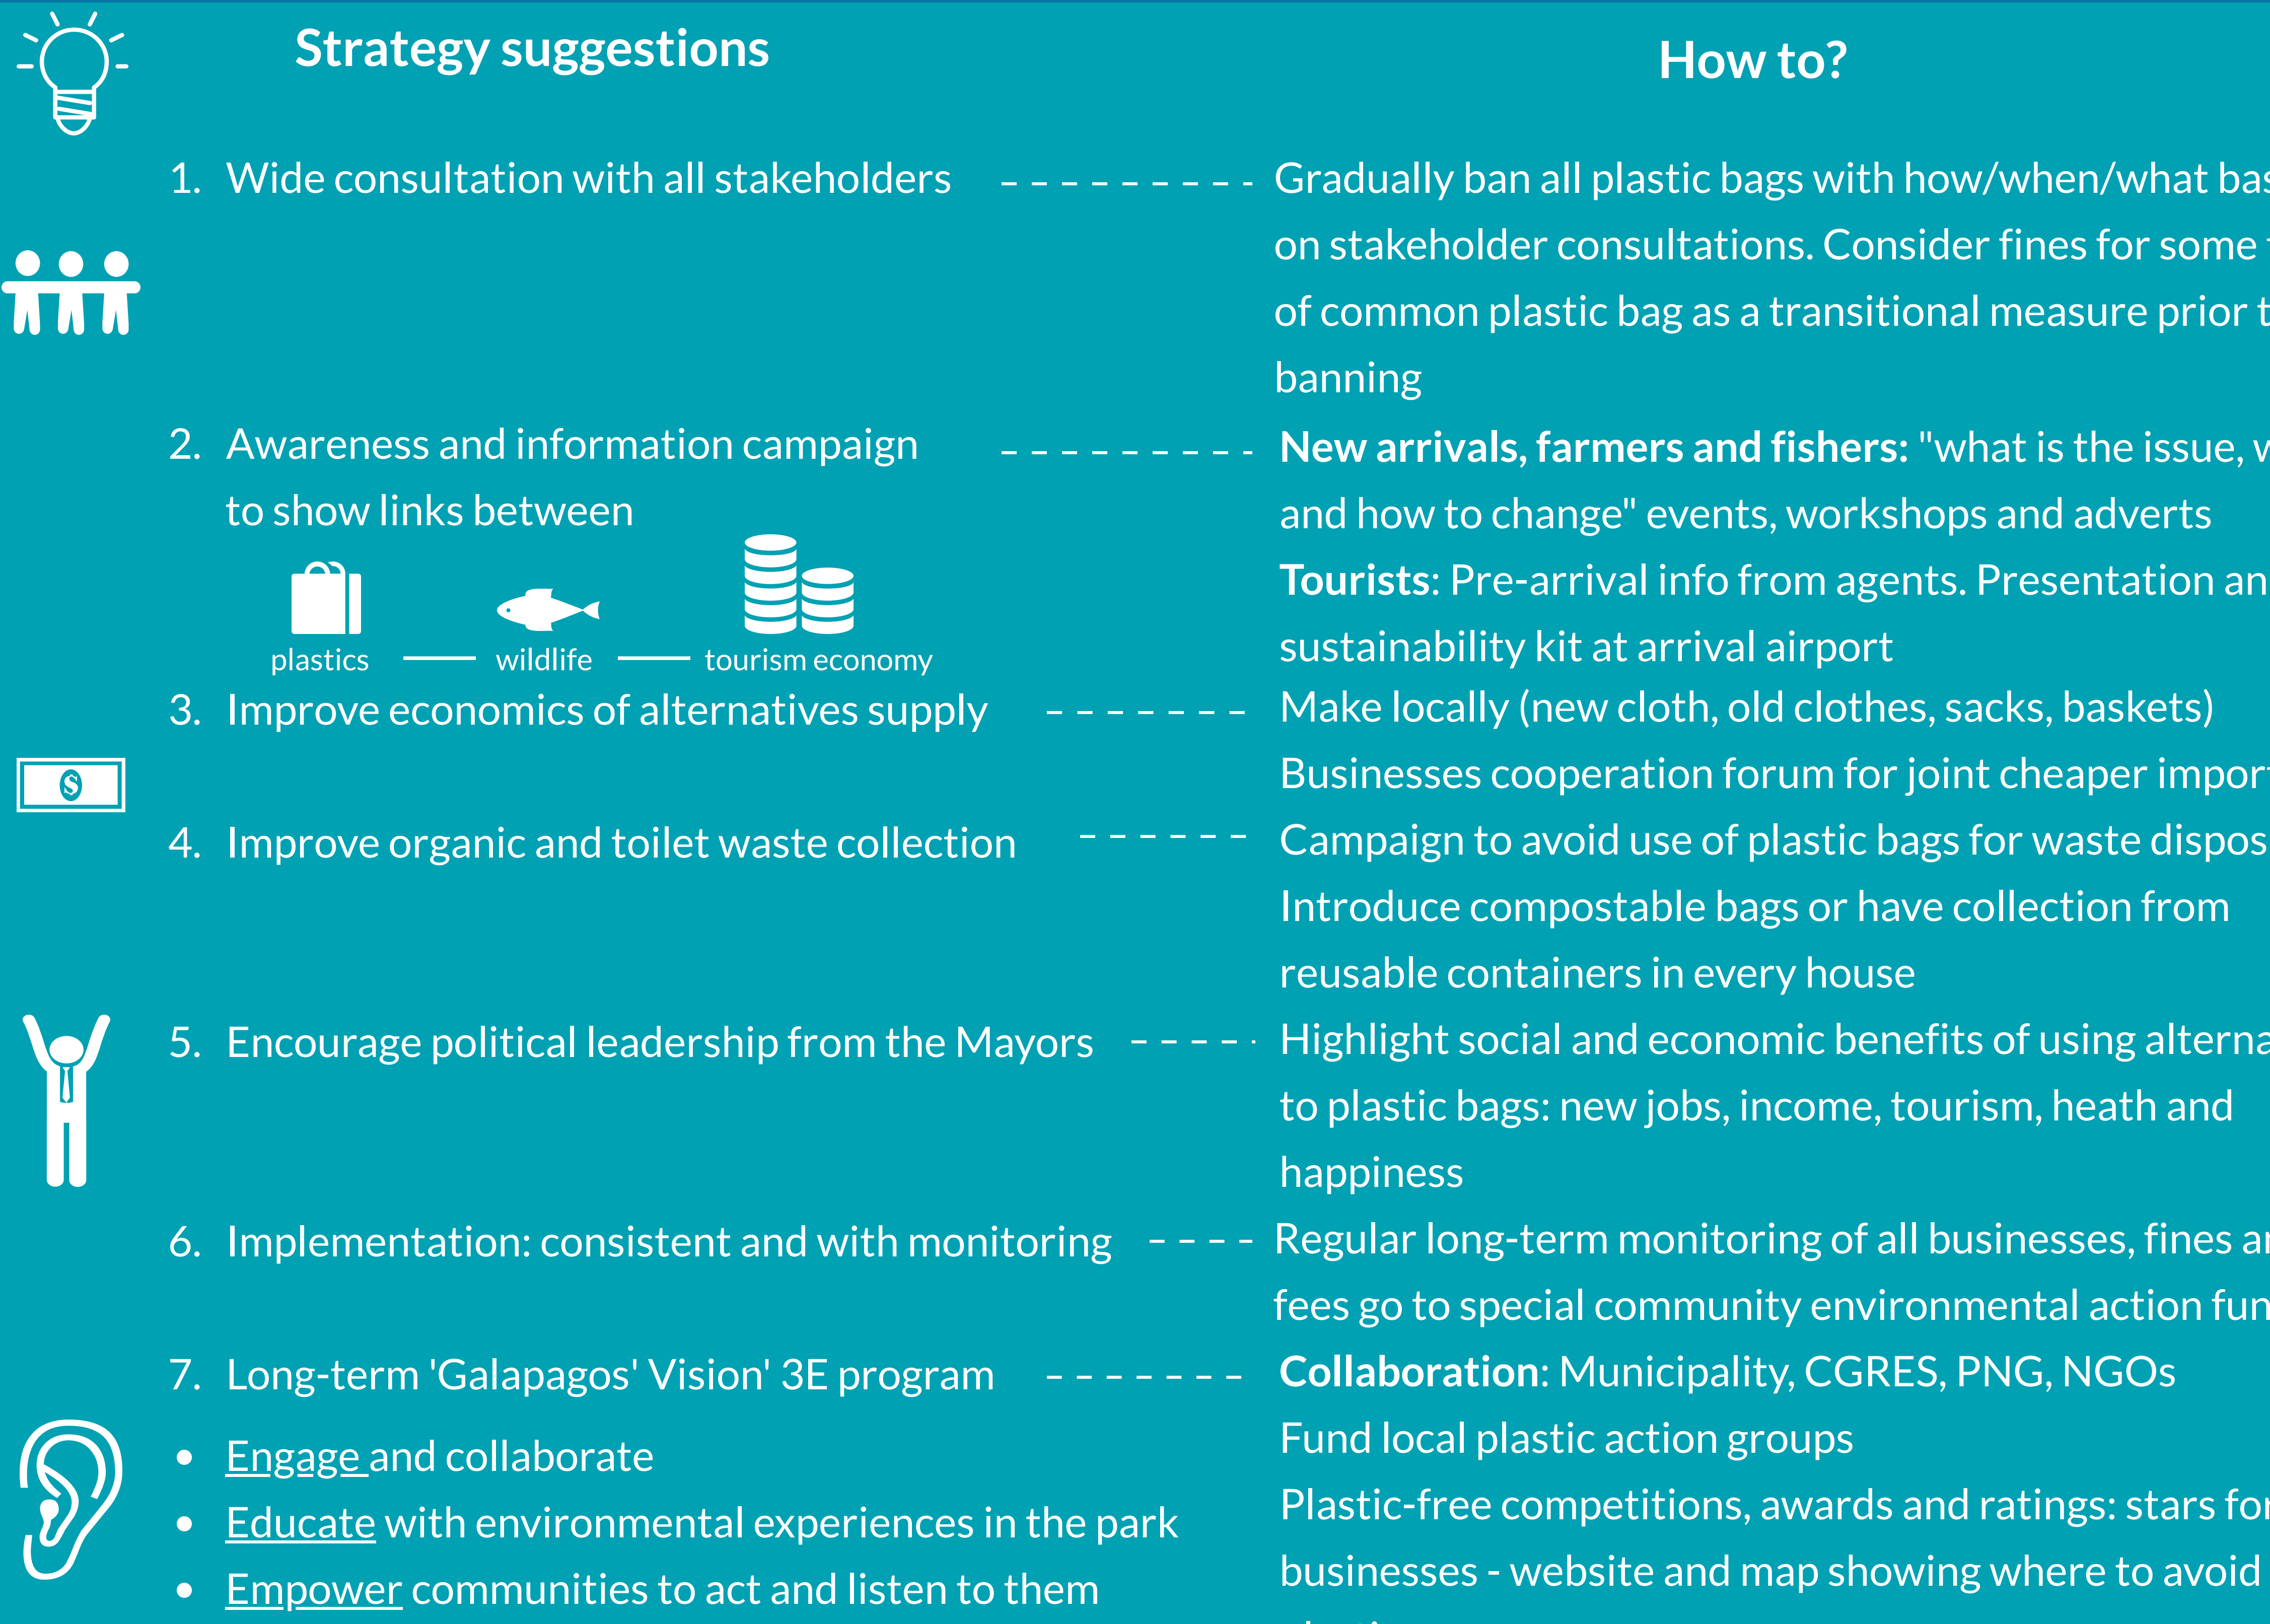 Strategy suggestions
How to?
1. Wide consultation with all stakeholders
Gradually ban all plastic bags with how/when/what
on stakeholder consultations. Consider fines for some
of common plastic bag as a transitional measure prior
banning
2. Awareness and information campaign
to show links between
plastics
wildlife
tourism economy
New arrivals, farmers and fishers: "what is the issue,
and how to change" events, workshops and adverts
Tourists: Pre-arrival info from agents. Presentation
sustainability kit at arrival airport
3. Improve economics of alternatives supply
Make locally (new cloth, old clothes, sacks, baskets)
Businesses cooperation forum for joint cheaper
4. Improve organic and toilet waste collection
Campaign to avoid use of plastic bags for waste
Introduce compostable bags or have collection from
reusable containers in every house
5. Encourage political leadership from the Mayors
Highlight social and economic benefits of using
to plastic bags: new jobs, income, tourism, heath and
happiness
6. Implementation: consistent and with monitoring
Regular long-term monitoring of all businesses, fines
fees go to special community environmental action
7. Long-term 'Galapagos' Vision' 3E program
• Engage and collaborate
• Educate with environmental experiences in the park
• Empower communities to act and listen to them
Collaboration: Municipality, CGRES, PNG, NGOs
Fund local plastic action groups
Plastic-free competitions, awards and ratings: stars for
businesses - website and map showing where to avoid